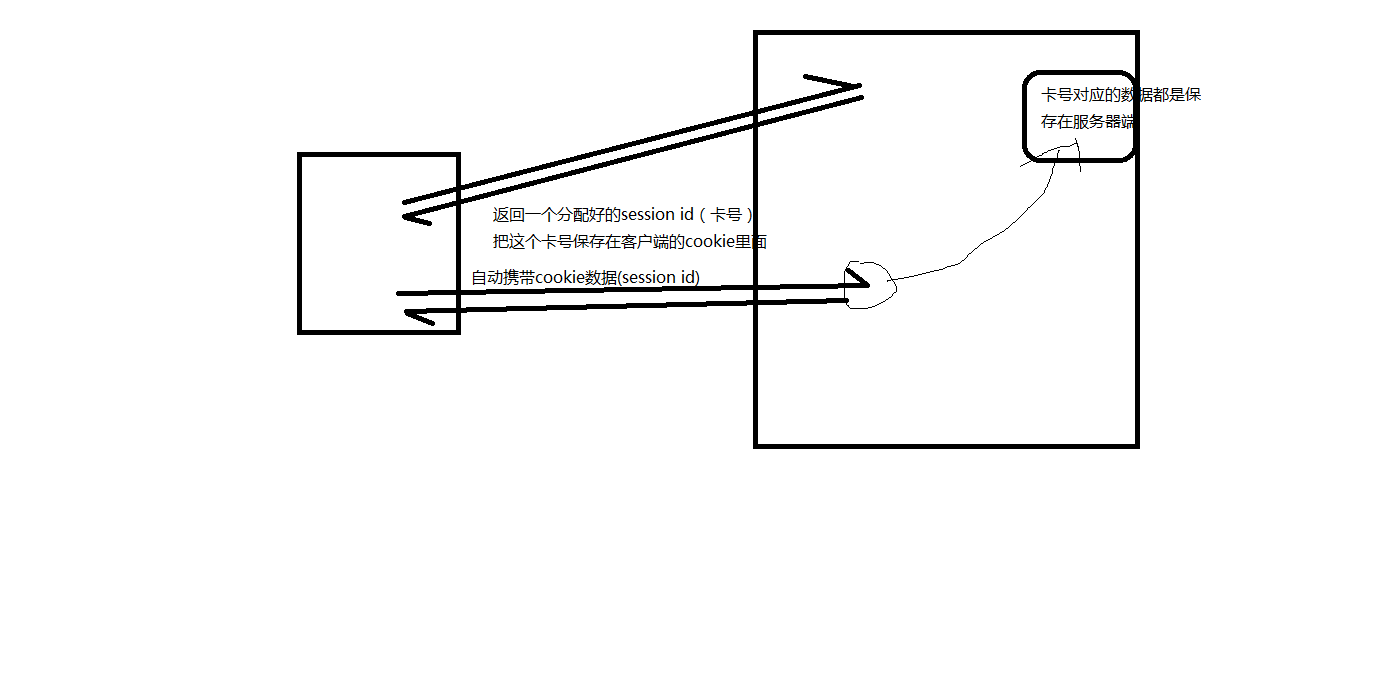 卡号对应的数据都是保
存在服务器端
返回一个分配好的session id（卡号）
把这个卡号保存在客户端的cookie里面
自动携带cookie数据(session id)